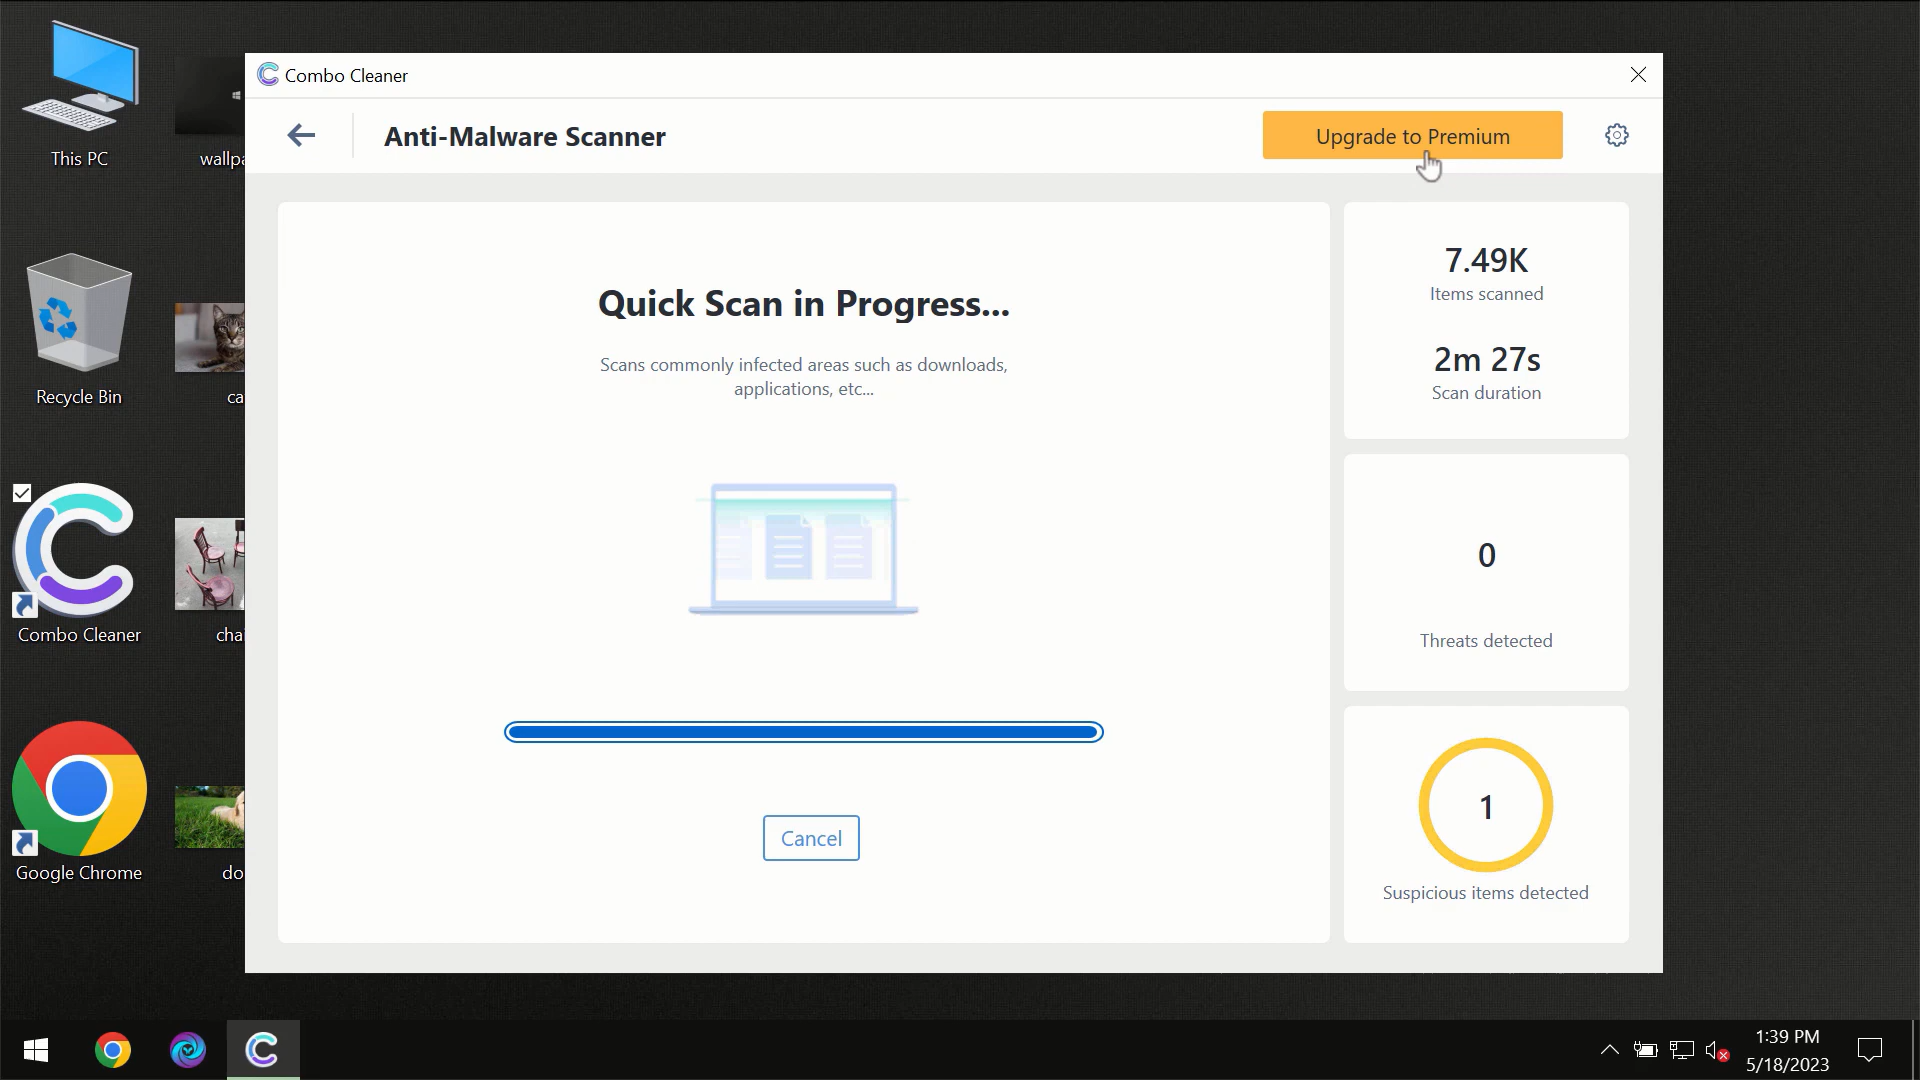 Combo Cleaner
Anti-Malware Scanner
Upgrade to Premium
Quick Scan in Progress...
Scans commonly infected areas such as downloads,
applications, etc...
Cancel
7.49K
Items scanned
2m 27s
Scan duration
0
Threats detected
1
Suspicious items detected
This PC
Recycle Bin
Combo Cleaner
Google Chrome
wallpa
ca
chai
do
1:39 PM
5/18/2023